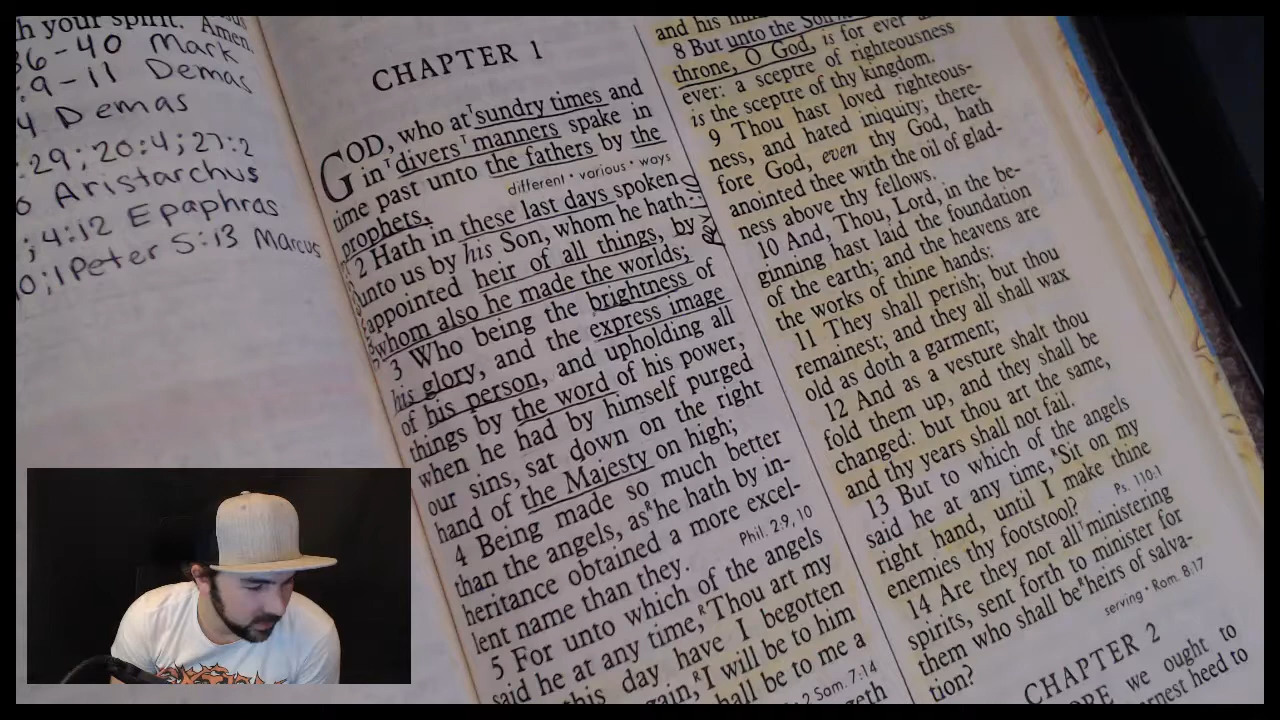 h your spirit. Amen.
36-40 Mark
:9-11 Demas
4 Demas
:29; 20:4; 27:2
Aristarchus
; 4:12 Epaphras
0; 1 Peter 5:13 Marcus
CHAPTER 1
GOD, who at sundry times and
in divers manners spake in
time past unto the fathers by the
prophets,
different • various • ways
2 Hath in these last days spoken
unto us by his Son, whom he hath
appointed heir of all things, by
whom also he made the worlds;
3 Who being the brightness of
his glory, and the express image
of his person, and upholding all
things by the word of his power,
when he had by himself purged
our sins, sat down on the right
hand of the Majesty on high;
4 Being made so much better
than the angels, as he hath by in-
heritance obtained a more excel-
lent name than they.
Phil. 2:9, 10
5 For unto which of the angels
said he at any time, Thou art my
this day have I begotten
gain, I will be to him
hall be to me a
2 Sam. 7:14
geth
and his
8 But unto the Son
throne, O God, is for ever
ever: a sceptre of righteousness
is the sceptre of thy kingdom.
9 Thou hast loved righteous-
ness, and hated iniquity; there-
fore God, even thy God, hath
anointed thee with the oil of glad-
ness above thy fellows.
10 And, Thou, Lord, in the be-
ginning hast laid the foundation
of the earth; and the heavens are
the works of thine hands:
11 They shall perish; but thou
remainest; and they all shall wax
old as doth a garment;
12 And as a vesture shalt thou
fold them up, and they shall be
changed: but thou art the same,
and thy years shall not fail.
13 But to which of the angels
said he at any time, Sit on my
right hand, until I make thine
enemies thy footstool?
Ps. 110:1
14 Are they not all ministering
spirits, sent forth to minister for
them who shall be heirs of salva-
tion?
serving • Rom. 8:17
CHAPTER 2
ORE we ought to
earnest heed to